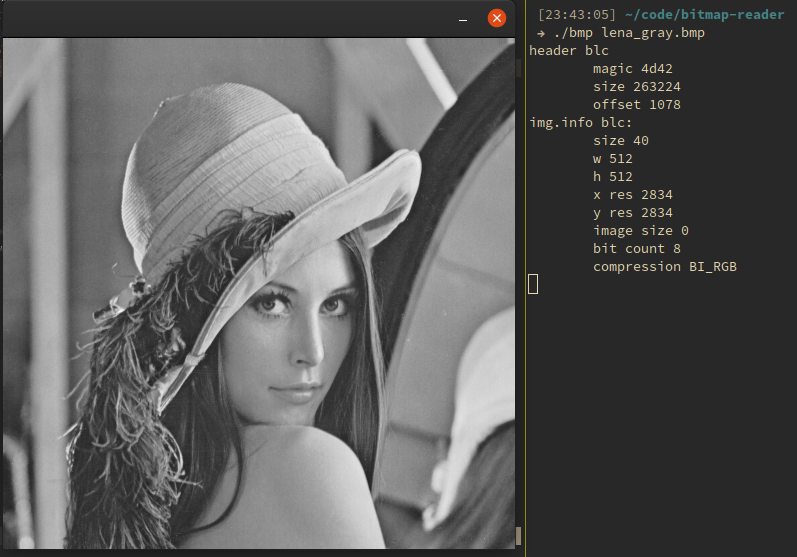 [23:43:05] ~/code/bitmap-reader
→ ./bmp lena_gray.bmp
header blc
magic 4d42
size 263224
offset 1078
img.info blc:
size 40
w 512
h 512
x res 2834
y res 2834
image size 0
bit count 8
compression BI_RGB